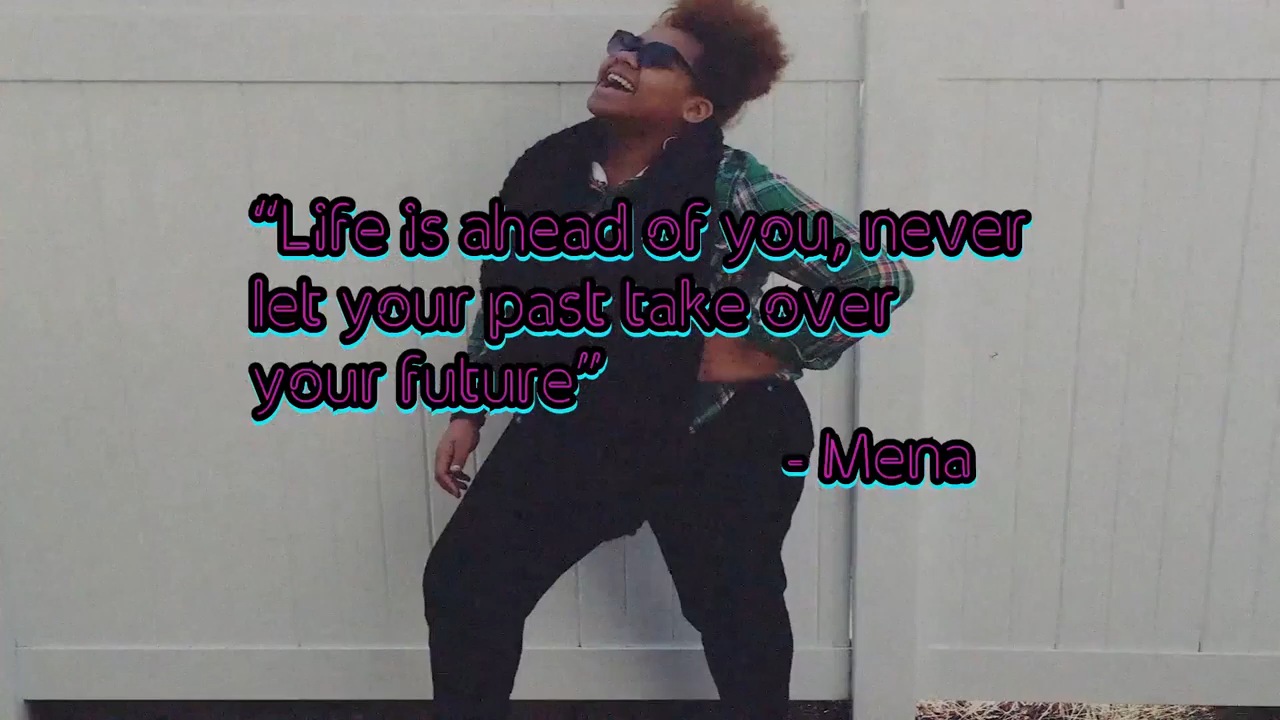 “Life is ahead of you, never
let your past take over
your future”
- Mena